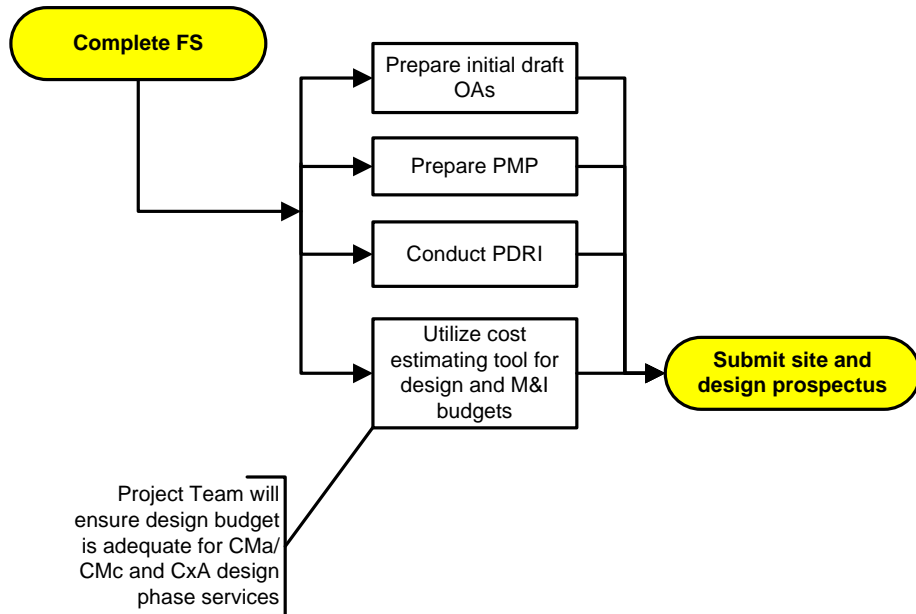 Complete FS
Prepare initial draft
OAs
Prepare PMP
Conduct PDRI
Utilize cost
estimating tool for
design and M&I
budgets
Submit site and
design prospectus
Project Team will
ensure design budget
is adequate for CMa/
CMc and CxA design
phase services